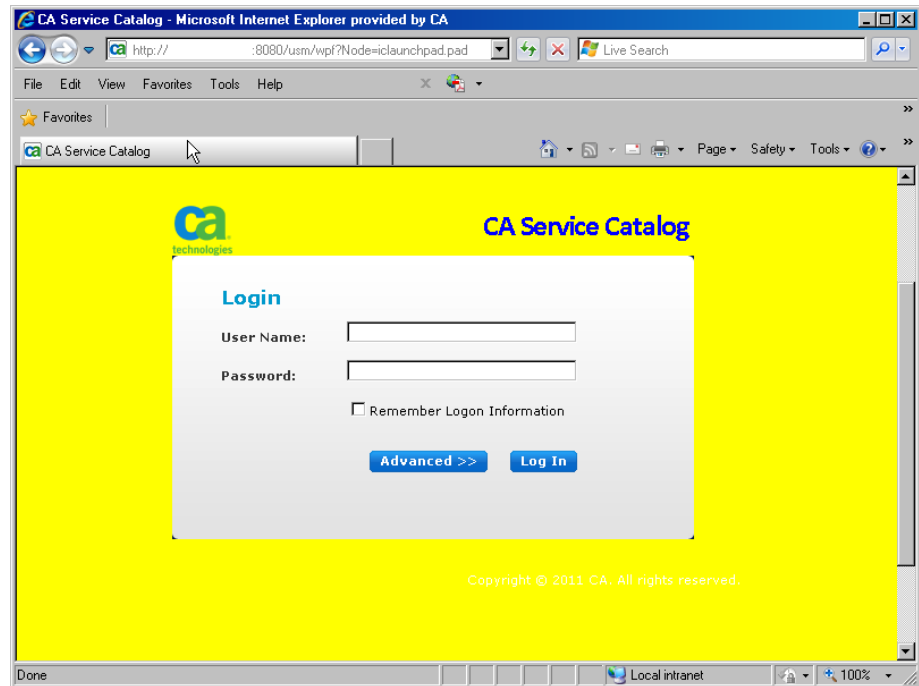 CA Service Catalog - Microsoft Internet Explorer provided by CA
http:// :8080/usm/wpf?Node=iclaunchpad.pad
Live Search
File Edit View Favorites Tools Help
Favorites
CA Service Catalog
Page Safety Tools
ca
technologies
CA Service Catalog
Login
User Name:
Password:
Remember Logon Information
Advanced >> Log In
Copyright © 2011 CA. All rights reserved.
Done
Local intranet
100%